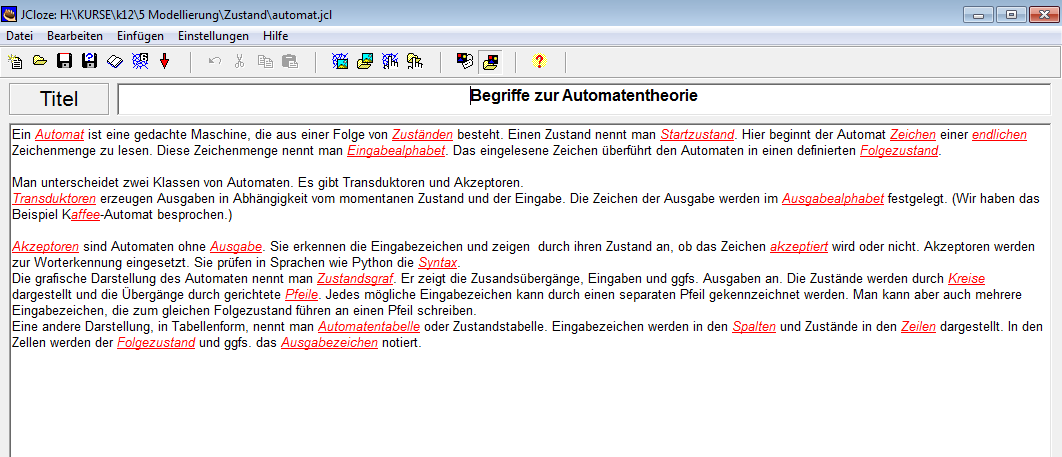 JCloze: H:\KURSE\k12\5 Modellierung\Zustand\automat.jcl
Datei Bearbeiten Einfügen Einstellungen Hilfe
Titel
Begriffe zur Automatentheorie
Ein Automat ist eine gedachte Maschine, die aus einer Folge von Zuständen besteht. Einen Zustand nennt man Startzustand. Hier beginnt der Automat Zeichen einer endlichen
Zeichenmenge zu lesen. Diese Zeichenmenge nennt man Eingabealphabet. Das eingelesene Zeichen überführt den Automaten in einen definierten Folgezustand.
Man unterscheidet zwei Klassen von Automaten. Es gibt Transduktoren und Akzeptoren.
Transduktoren erzeugen Ausgaben in Abhängigkeit vom momentanen Zustand und der Eingabe. Die Zeichen der Ausgabe werden im Ausgabealphabet festgelegt. (Wir haben das
Beispiel Kaffee-Automat besprochen.)
Akzeptoren sind Automaten ohne Ausgabe. Sie erkennen die Eingabezeichen und zeigen durch ihren Zustand an, ob das Zeichen akzeptiert wird oder nicht. Akzeptoren werden
zur Worterkennung eingesetzt. Sie prüfen in Sprachen wie Python die Syntax.
Die grafische Darstellung des Automaten nennt man Zustandsgraf. Er zeigt die Zusandsübergänge, Eingaben und ggfs. Ausgaben an. Die Zustände werden durch Kreise
dargestellt und die Übergänge durch gerichtete Pfeile. Jedes mögliche Eingabezeichen kann durch einen separaten Pfeil gekennzeichnet werden. Man kann aber auch mehrere
Eingabezeichen, die zum gleichen Folgezustand führen an einen Pfeil schreiben.
Eine andere Darstellung, in Tabellenform, nennt man Automatentabelle oder Zustandstabelle. Eingabezeichen werden in den Spalten und Zustände in den Zeilen dargestellt. In den
Zellen werden der Folgezustand und ggfs. das Ausgabezeichen notiert.